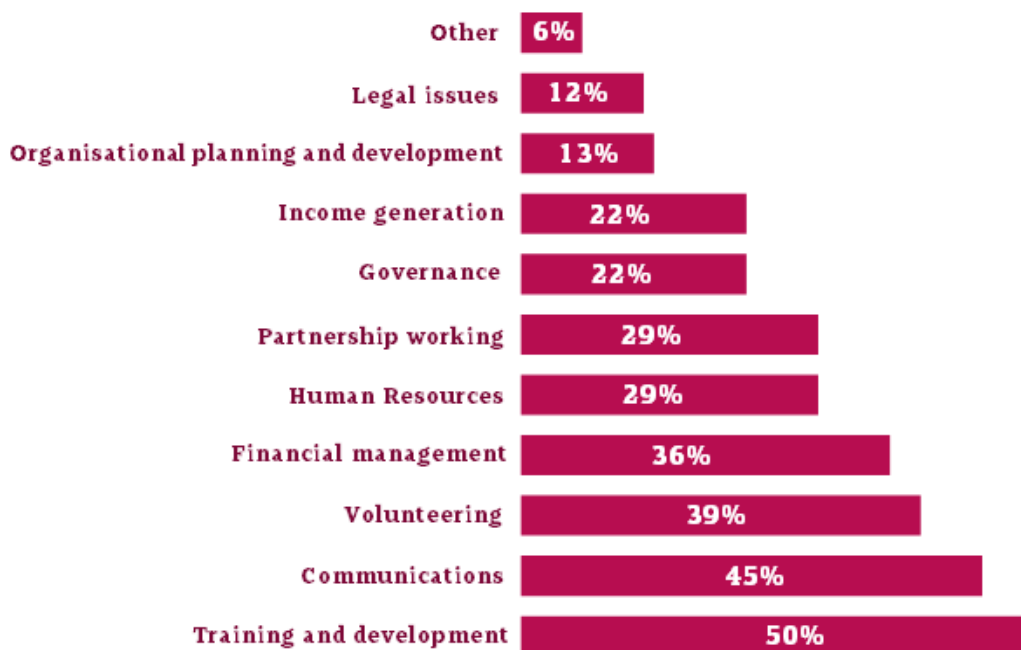 Other 6%
Legal issues 12%
Organisational planning and development 13%
Income generation 22%
Governance 22%
Partnership working 29%
Human Resources 29%
Financial management 36%
Volunteering 39%
Communications 45%
Training and development 50%